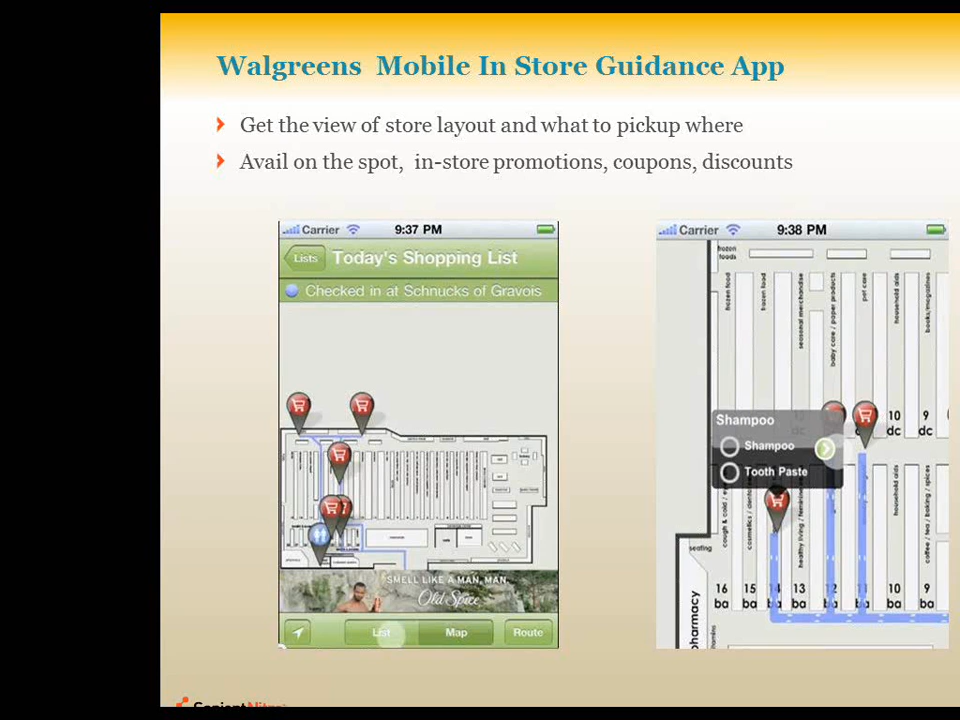 Walgreens Mobile In Store Guidance App
Get the view of store layout and what to pickup where
Avail on the spot, in-store promotions, coupons, discounts
Carrier 9:37 PM
Lists Today's Shopping List
Checked in at Schnucks of Gravois
SMELL LIKE A MAN, MAN.
Old Spice
List Map Route
Carrier 9:38 PM
frozen
foods
frozen food
frozen food
seasonal merchandise
baby care / paper products
pet care
household aids
books/magazines
10 9
dc dc
Shampoo
Shampoo
Tooth Paste
cough & cold /
cosmetics /
healthy living / feminine
household aids
coffee / tea / baking / spices
seating
16 15 14 13 12 11 10 9
ba ba ba ba ba ba ba ba
pharmacy
vitamins
SapientNitro